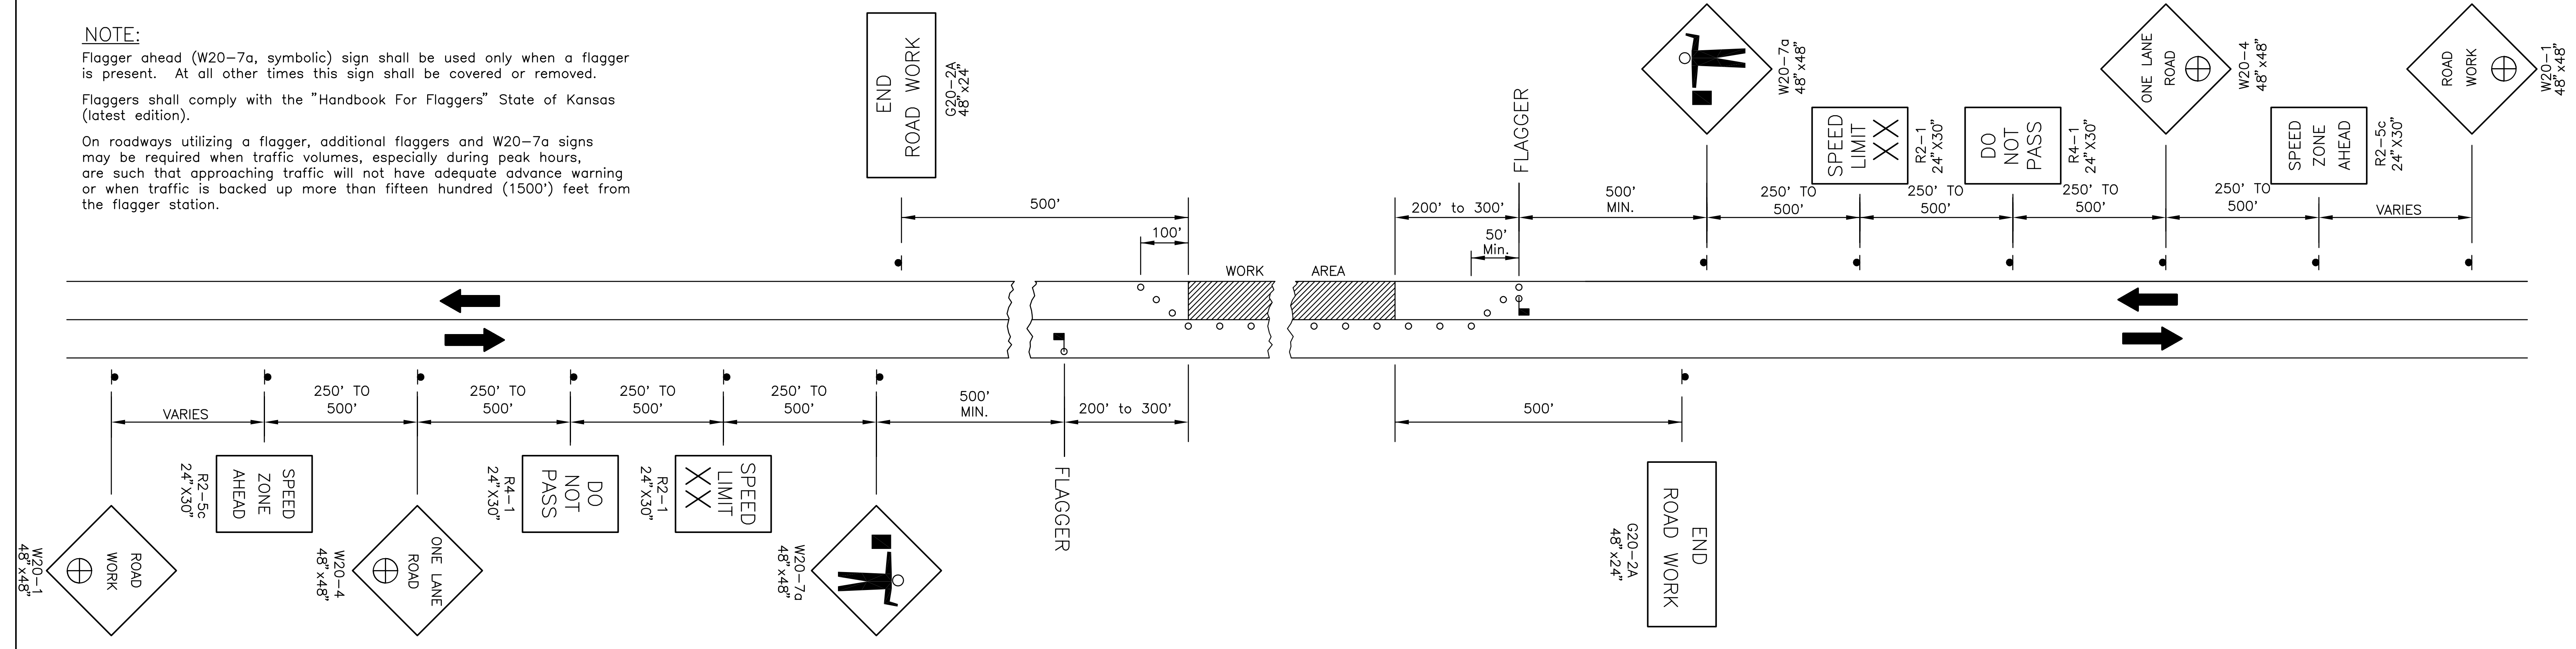 NOTE:
Flagger ahead (W20-7a, symbolic) sign shall be used only when a flagger
is present.  At all other times this sign shall be covered or removed.
Flaggers shall comply with the "Handbook For Flaggers" State of Kansas
(latest edition).
On roadways utilizing a flagger, additional flaggers and W20-7a signs
may be required when traffic volumes, especially during peak hours,
are such that approaching traffic will not have adequate advance warning
or when traffic is backed up more than fifteen hundred (1500') feet from
the flagger station.
END
ROAD WORK
G20-2A
48"x24"
FLAGGER
W20-7a
48"x48"
SPEED
LIMIT
XX
R2-1
24"X30"
DO
NOT
PASS
R4-1
24"X30"
ONE LANE
ROAD
W20-4
48"x48"
SPEED
ZONE
AHEAD
R2-5c
24"X30"
ROAD
WORK
W20-1
48"x48"
500'
100'
200' to 300'
50'
Min.
500'
MIN.
250' TO
500'
250' TO
500'
250' TO
500'
250' TO
500'
VARIES
WORK AREA
VARIES
250' TO
500'
250' TO
500'
250' TO
500'
250' TO
500'
500'
MIN.
200' to 300'
500'
ROAD
WORK
W20-1
48"x48"
SPEED
ZONE
AHEAD
R2-5c
24"X30"
ONE LANE
ROAD
W20-4
48"x48"
DO
NOT
PASS
R4-1
24"X30"
SPEED
LIMIT
XX
R2-1
24"X30"
W20-7a
48"x48"
FLAGGER
END
ROAD WORK
G20-2A
48"x24"